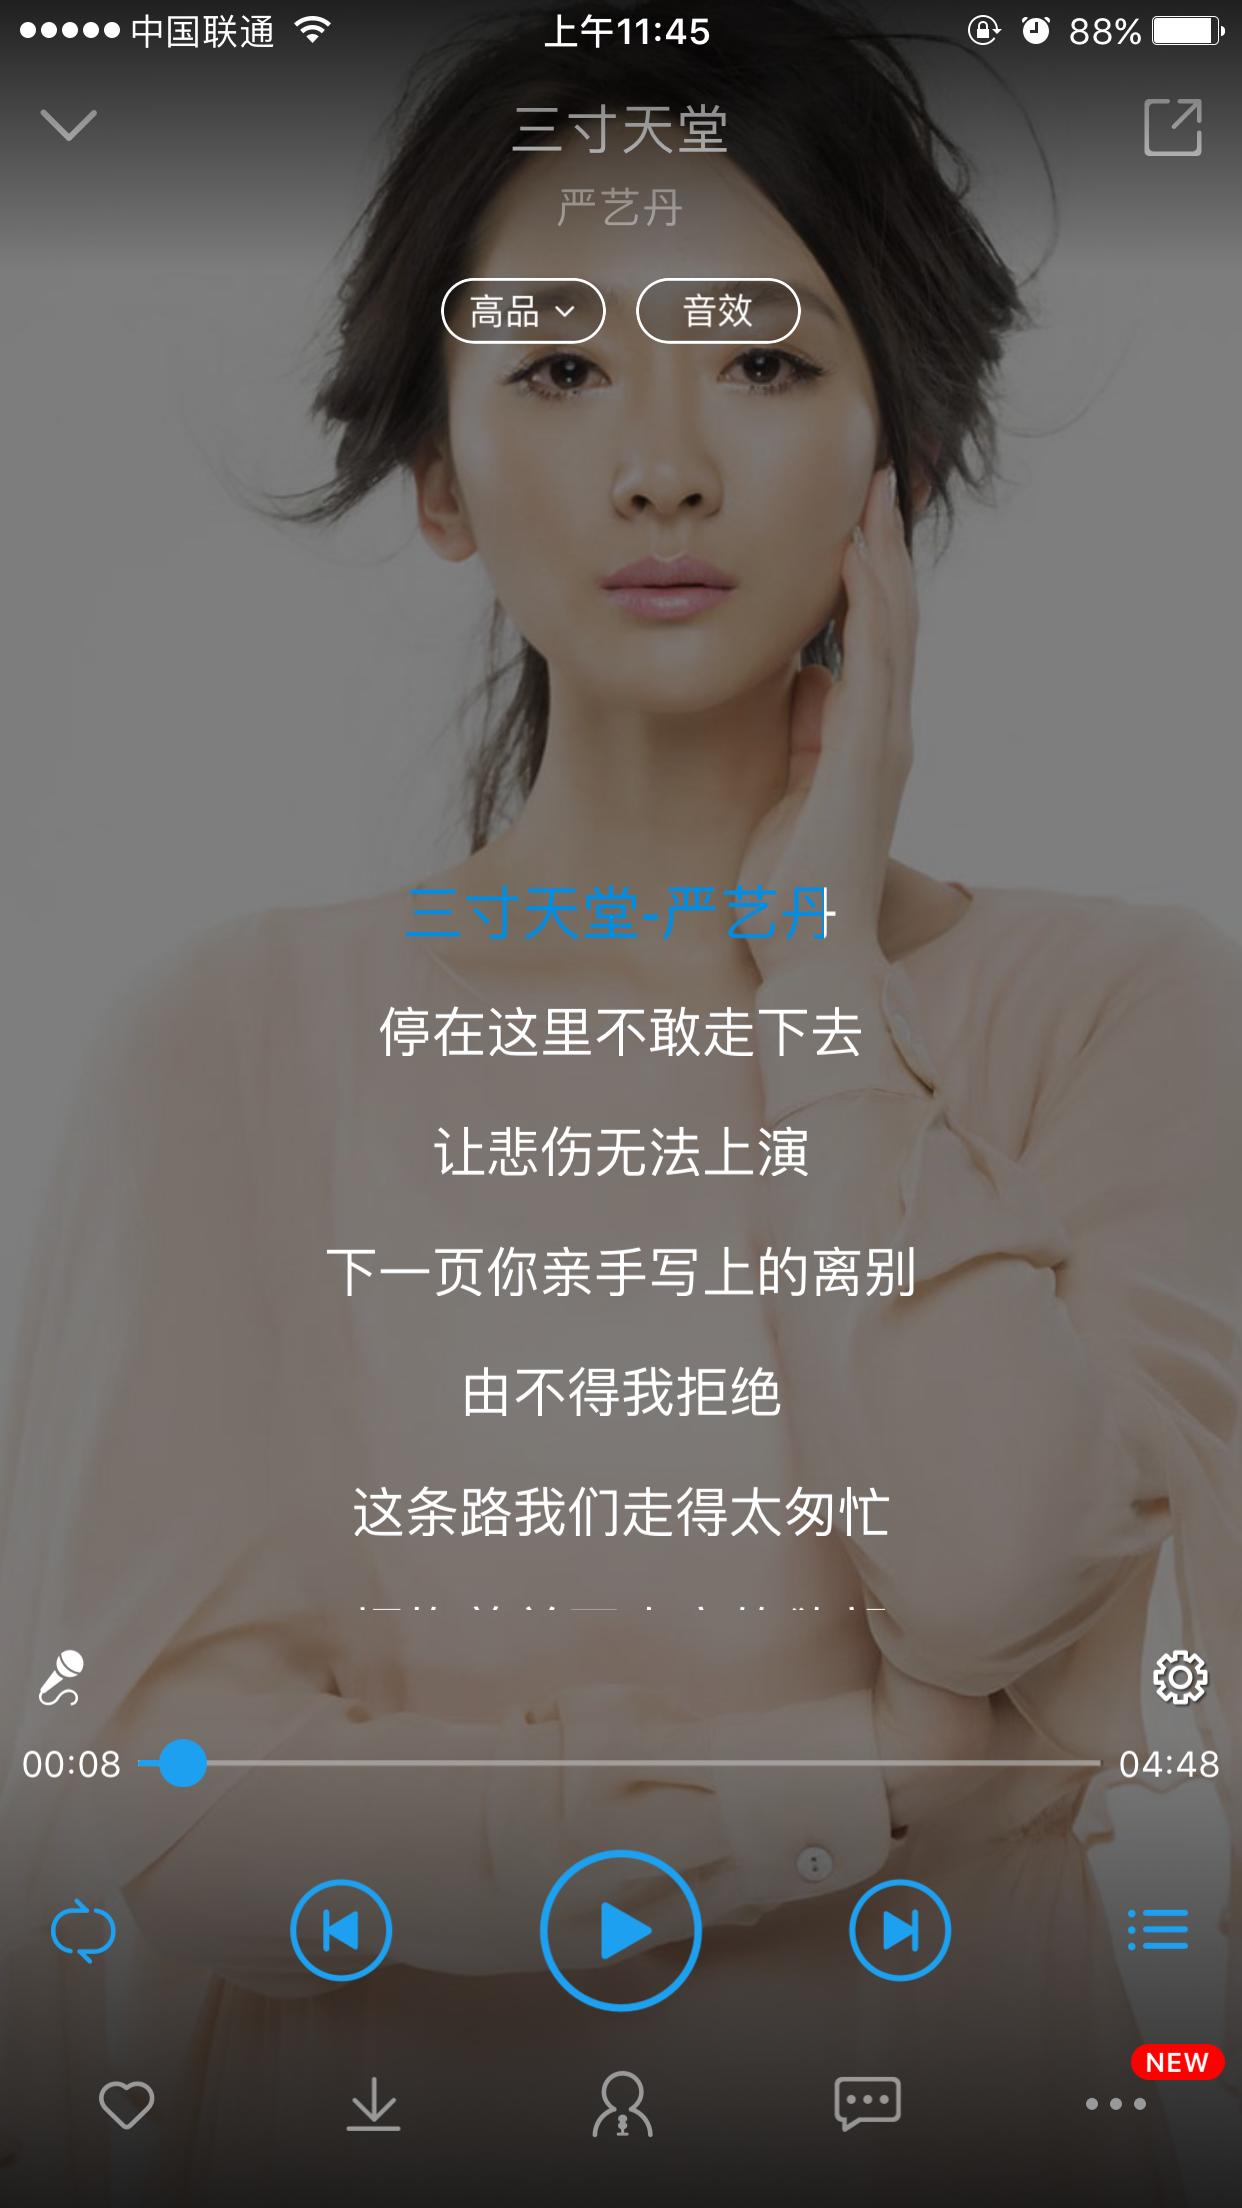 中国联通 上午11:45 88%
三寸天堂
严艺丹
高品 音效
三寸天堂-严艺丹
停在这里不敢走下去
让悲伤无法上演
下一页你亲手写上的离别
由不得我拒绝
这条路我们走得太匆忙
00:08 04:48
NEW